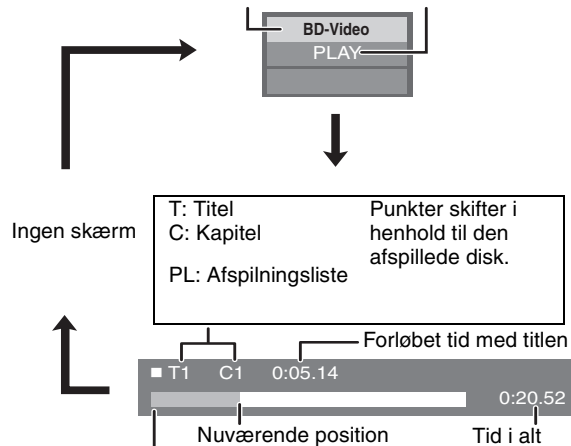 BD-Video
PLAY
Ingen skærm
T: Titel
C: Kapitel
PL: Afspilningsliste
Punkter skifter i
henhold til den
afspillede disk.
Forløbet tid med titlen
T1 C1 0:05.14
0:20.52
Nuværende position
Tid i alt